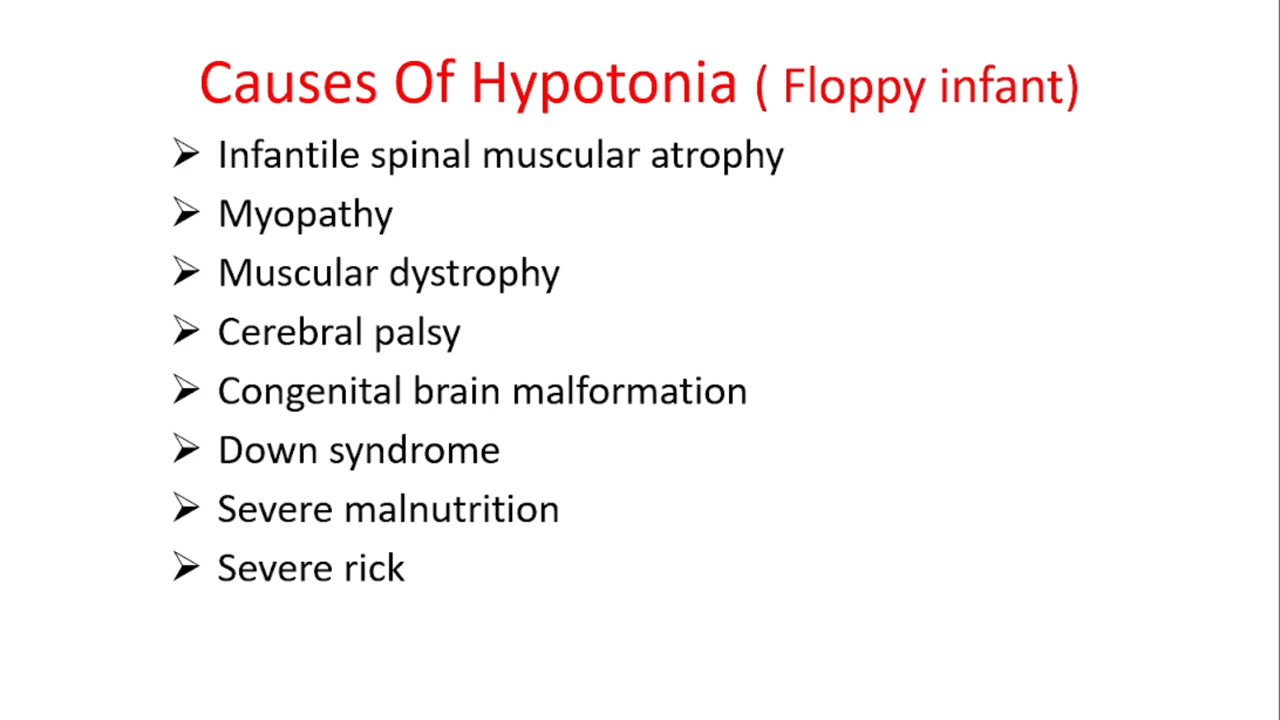 Causes Of Hypotonia ( Floppy infant)
Infantile spinal muscular atrophy
Myopathy
Muscular dystrophy
Cerebral palsy
Congenital brain malformation
Down syndrome
Severe malnutrition
Severe rick